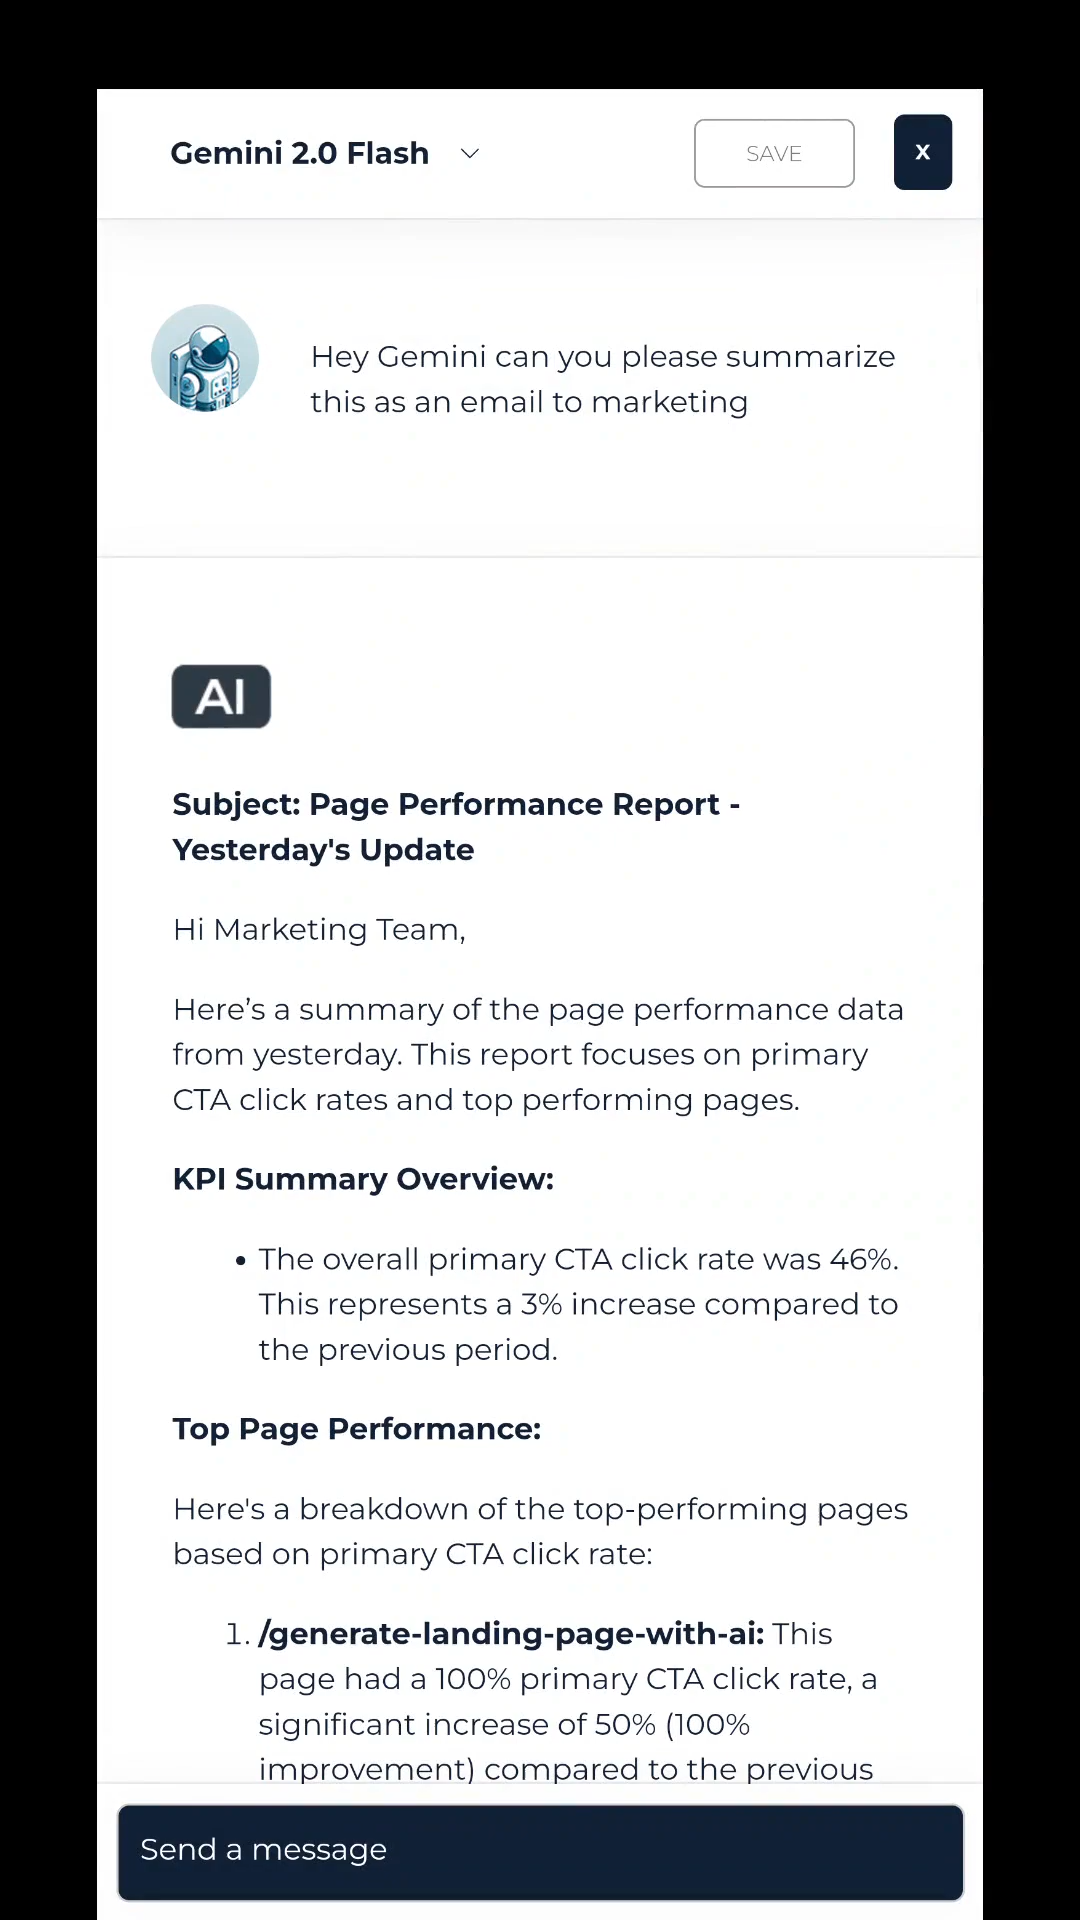 Gemini 2.0 Flash
SAVE
X
Hey Gemini can you please summarize
this as an email to marketing
AI
Subject: Page Performance Report -
Yesterday's Update
Hi Marketing Team,
Here’s a summary of the page performance data
from yesterday. This report focuses on primary
CTA click rates and top performing pages.
KPI Summary Overview:
• The overall primary CTA click rate was 46%.
This represents a 3% increase compared to
the previous period.
Top Page Performance:
Here's a breakdown of the top-performing pages
based on primary CTA click rate:
1. /generate-landing-page-with-ai: This
page had a 100% primary CTA click rate, a
significant increase of 50% (100%
improvement) compared to the previous
Send a message